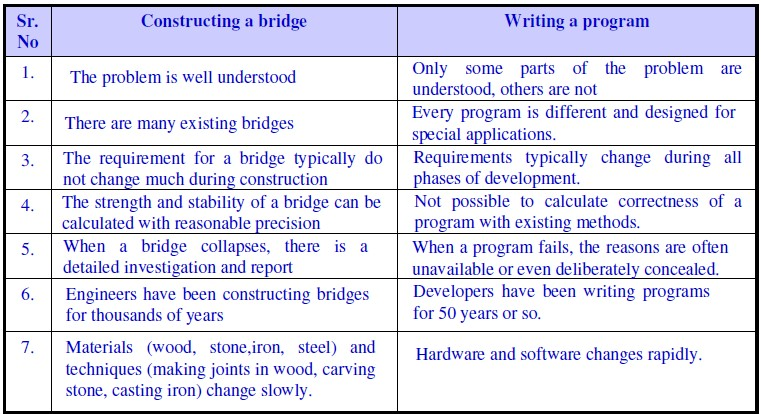 Sr. No
Constructing a bridge
Writing a program
1.
The problem is well understood
Only some parts of the problem are
understood, others are not
2.
There are many existing bridges
Every program is different and designed for
special applications.
3.
The requirement for a bridge typically do
not change much during construction
Requirements typically change during all
phases of development.
4.
The strength and stability of a bridge can be
calculated with reasonable precision
Not possible to calculate correctness of a
program with existing methods.
5.
When a bridge collapses, there is a
detailed investigation and report
When a program fails, the reasons are often
unavailable or even deliberately concealed.
6.
Engineers have been constructing bridges
for thousands of years
Developers have been writing programs
for 50 years or so.
7.
Materials (wood, stone,iron, steel) and
techniques (making joints in wood, carving
stone, casting iron) change slowly.
Hardware and software changes rapidly.